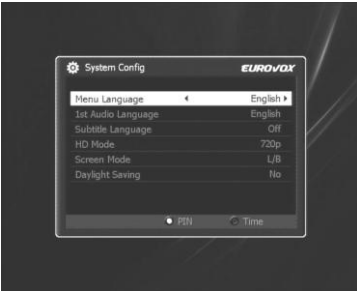 System Config EUROVOX
Menu Language English
1st Audio Language English
Subtitle Language Off
HD Mode 720p
Screen Mode L/B
Daylight Saving No
PIN Time